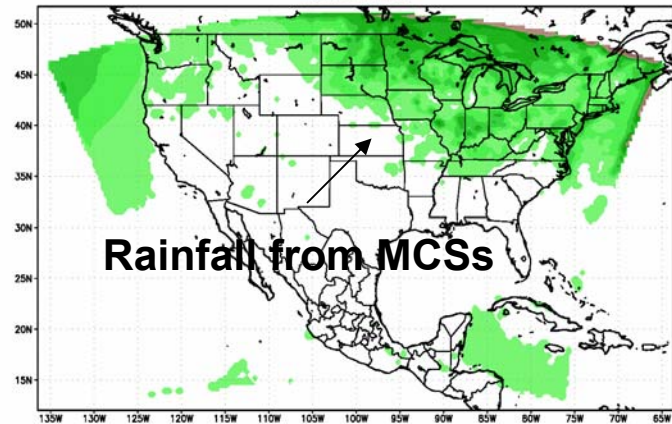 50N
45N
40N
35N
30N
25N
20N
15N
Rainfall from MCSs
135W 130W 125W 120W 115W 110W 105W 100W 95W 90W 85W 80W 75W 70W 65W